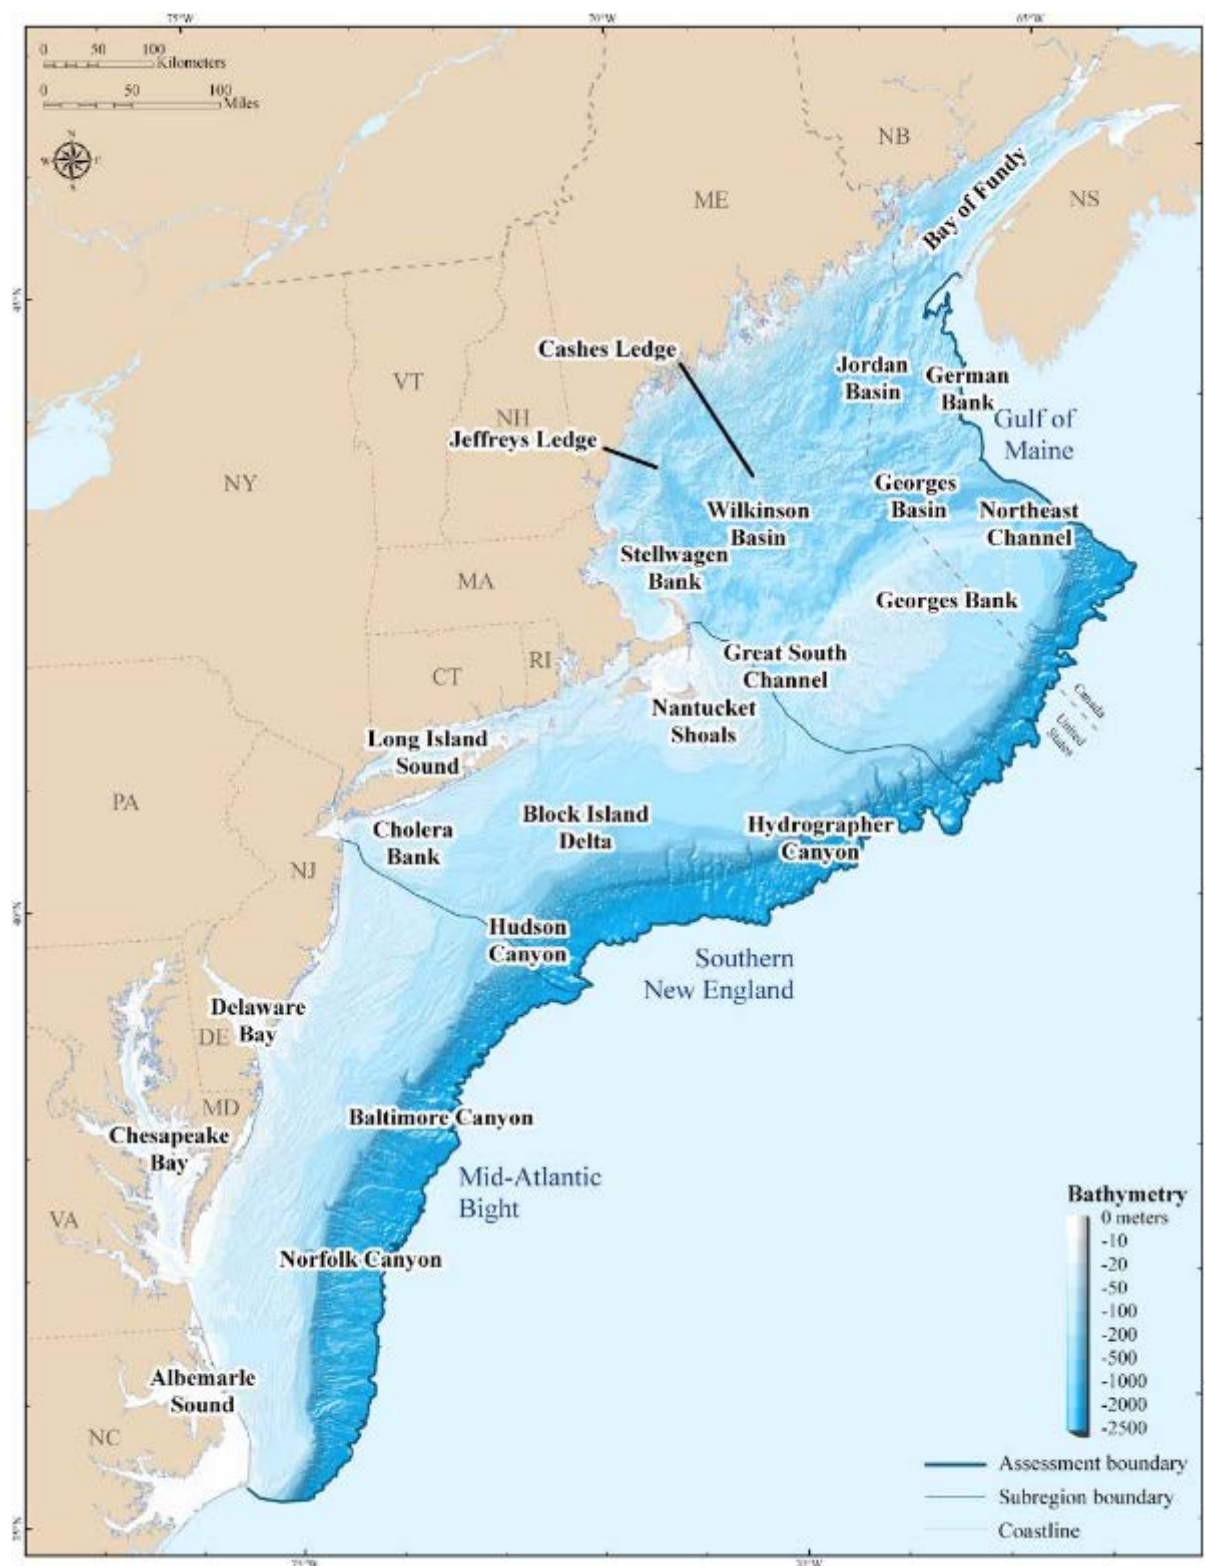 75°W
70°W
65°W
0 50 100
Kilometers
0 50 100
Miles
N
W E
S
NB
Bay of Fundy
NS
ME
45°N
Cashes Ledge
Jordan
Basin
German
Bank
VT
NH
Gulf of
Maine
Jeffreys Ledge
NY
Georges
Basin
Wilkinson
Basin
Northeast
Channel
Stellwagen
Bank
MA
Georges Bank
RI
CT
Great South
Channel
Canada
United
States
Nantucket
Shoals
Long Island
Sound
PA
Block Island
Delta
Cholera
Bank
Hydrographer
Canyon
NJ
40°N
Hudson
Canyon
Southern
New England
Delaware
Bay
DE
MD
Baltimore Canyon
Chesapeake
Bay
Mid-Atlantic
Bight
VA
Norfolk Canyon
Albemarle
Sound
NC
Bathymetry
0 meters
-10
-20
-50
-100
-200
-500
-1000
-2000
-2500
Assessment boundary
Subregion boundary
Coastline
35°N
75°W
70°W